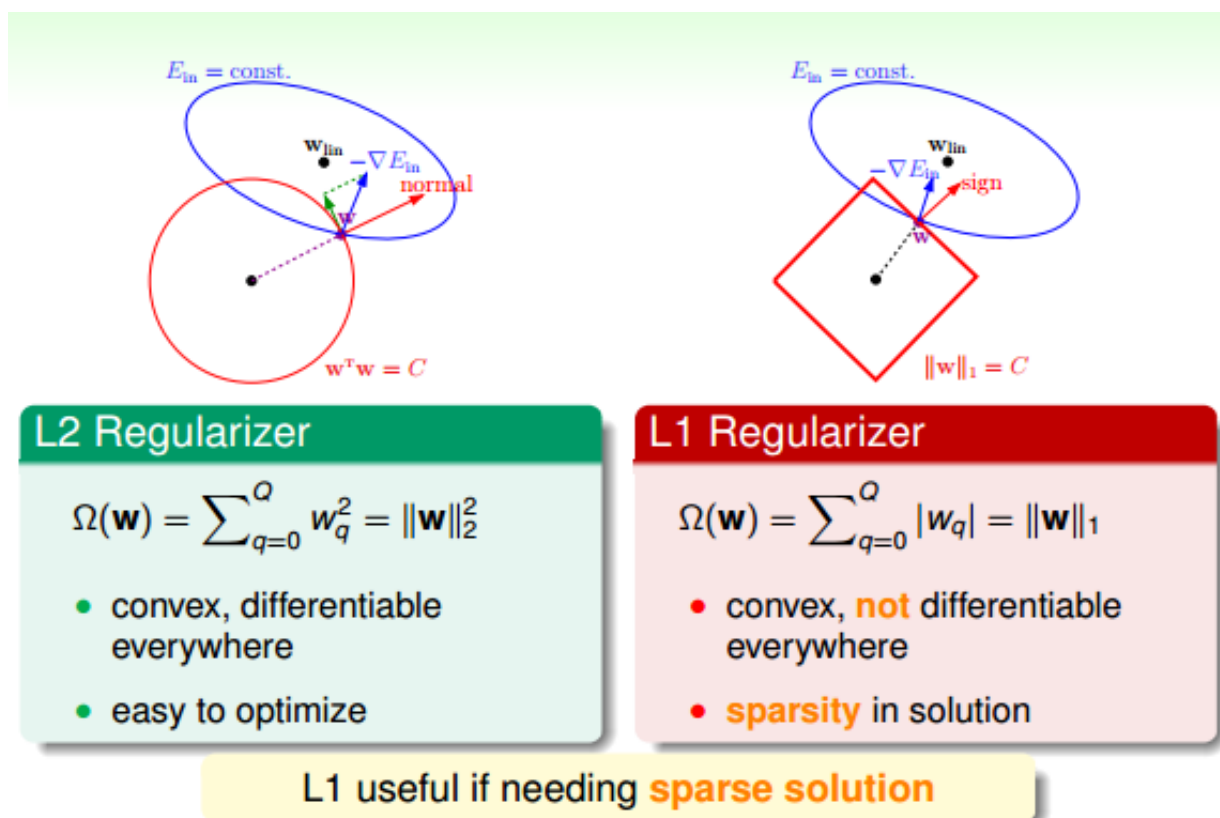 E_in = const.
w_lin
−∇E_in
normal
w
wᵀw = C
E_in = const.
w_lin
−∇E_in
sign
w
‖w‖₁ = C
L2 Regularizer
Ω(w) = ∑_{q=0}^{Q} w_q² = ‖w‖₂²
• convex, differentiable
everywhere
• easy to optimize
L1 Regularizer
Ω(w) = ∑_{q=0}^{Q} |w_q| = ‖w‖₁
• convex, not differentiable
everywhere
• sparsity in solution
L1 useful if needing sparse solution